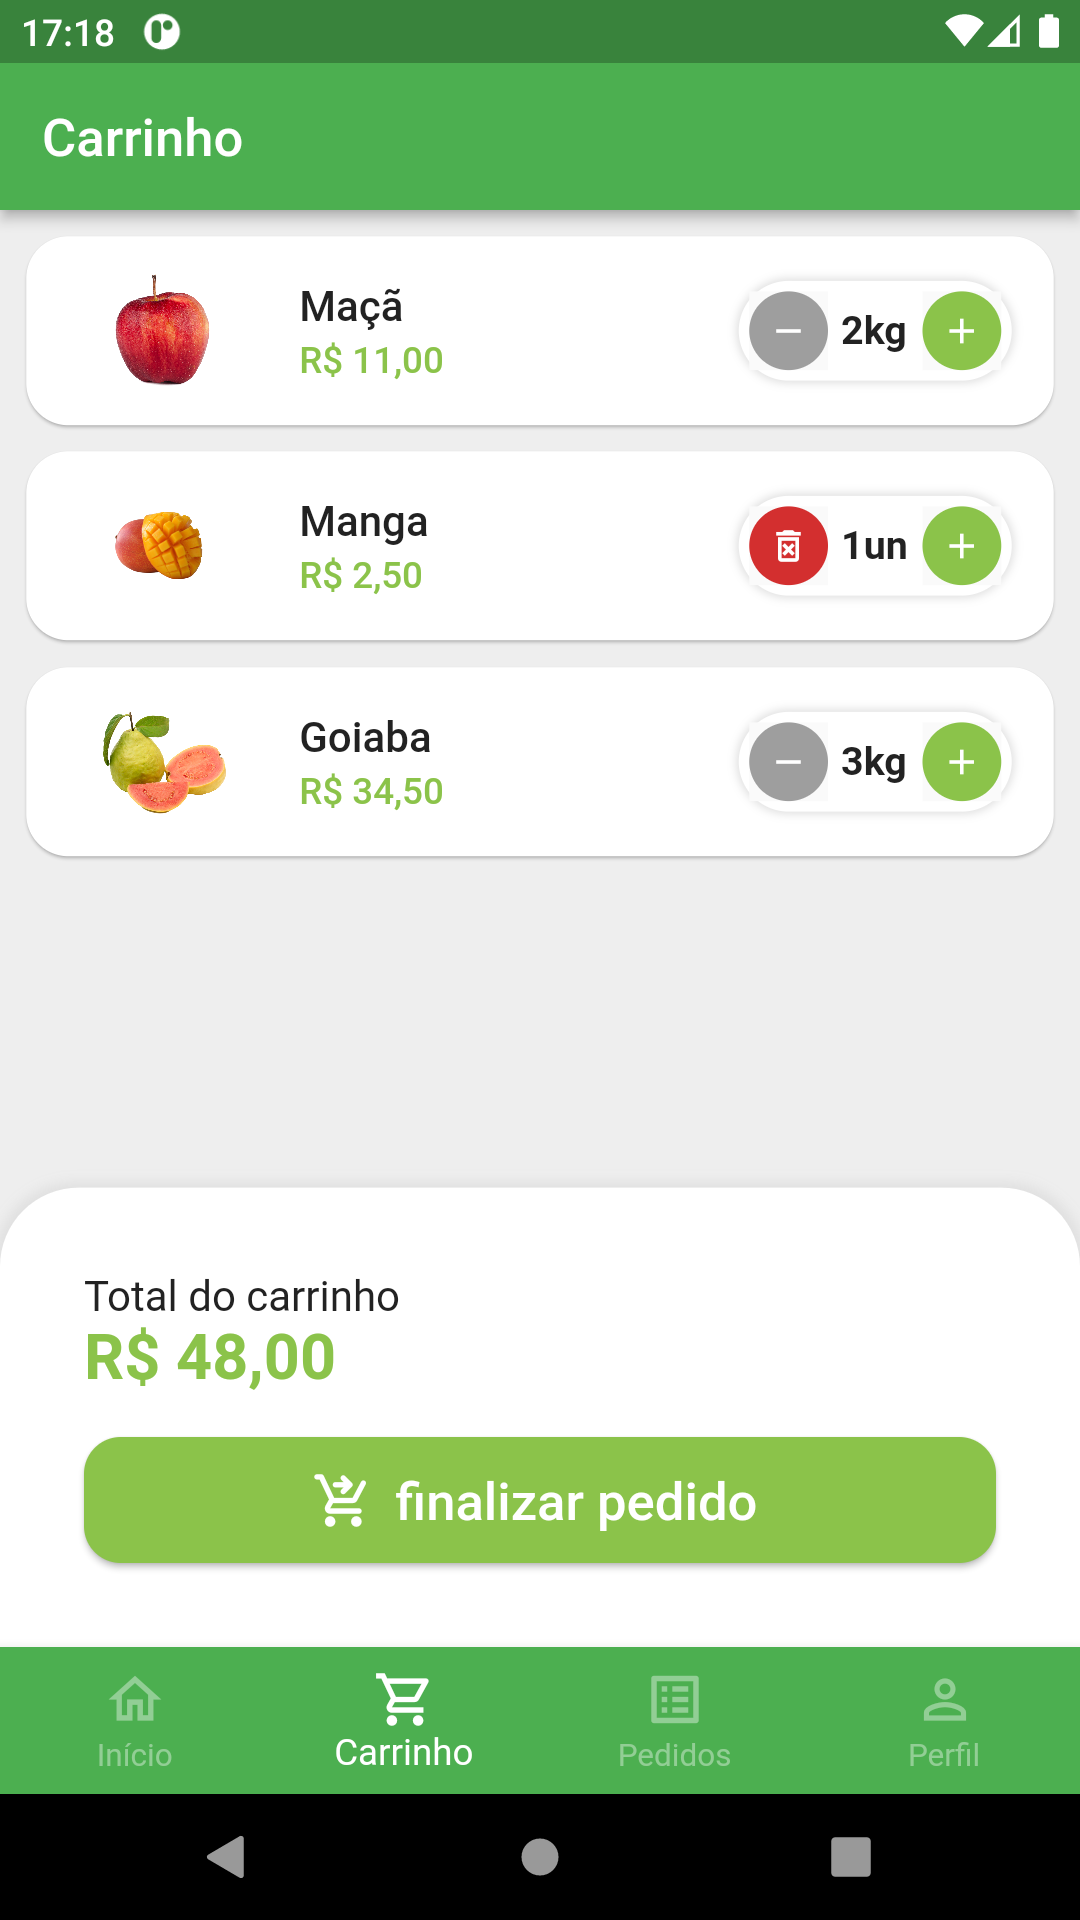 17:18
Carrinho
Maçã
R$ 11,00
2kg
Manga
R$ 2,50
1un
Goiaba
R$ 34,50
3kg
Total do carrinho
R$ 48,00
finalizar pedido
Início
Carrinho
Pedidos
Perfil